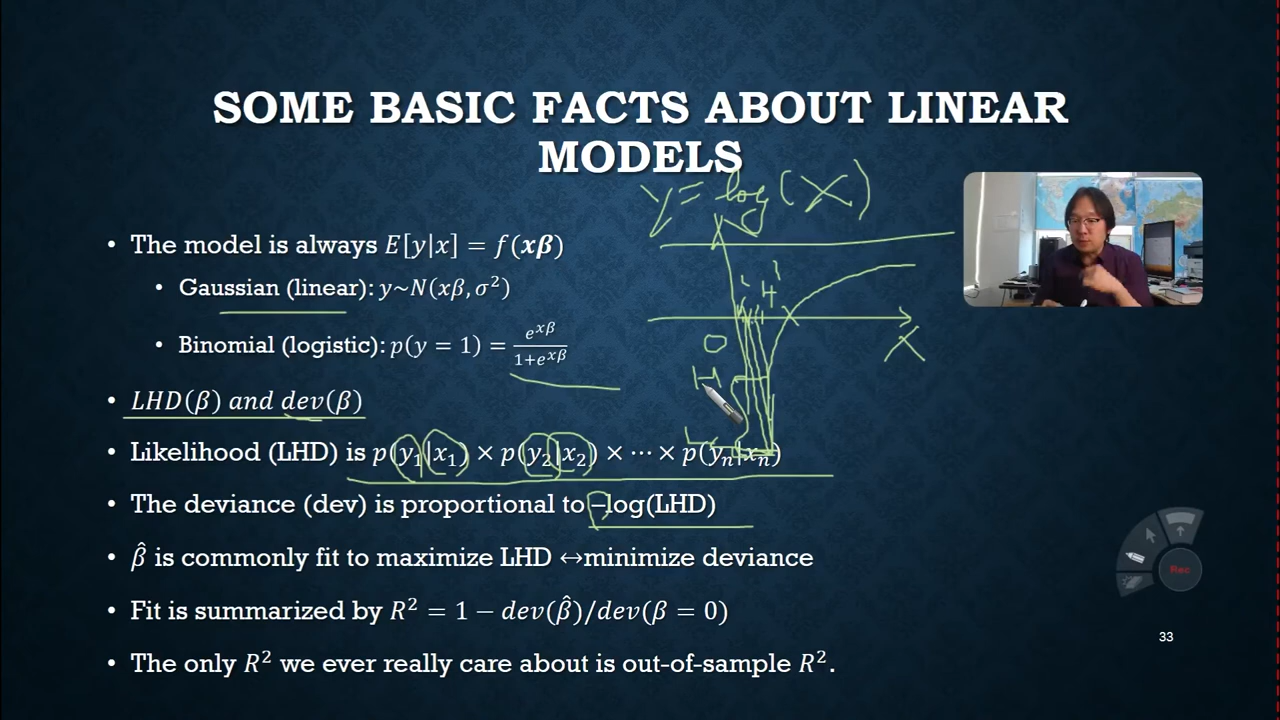 SOME BASIC FACTS ABOUT LINEAR
MODELS
y = log(x)
• The model is always E[y|x] = f(xβ)
• Gaussian (linear): y~N(xβ, σ²)
• Binomial (logistic): p(y = 1) = e^{xβ}/(1+e^{xβ})
0
X
• LHD(β) and dev(β)
• Likelihood (LHD) is p(y₁|x₁) × p(y₂|x₂) × ⋯ × p(yₙ|xₙ)
• The deviance (dev) is proportional to −log(LHD)
• β̂ is commonly fit to maximize LHD ↔minimize deviance
Rec
• Fit is summarized by R² = 1 − dev(β̂)/dev(β = 0)
33
• The only R² we ever really care about is out-of-sample R².